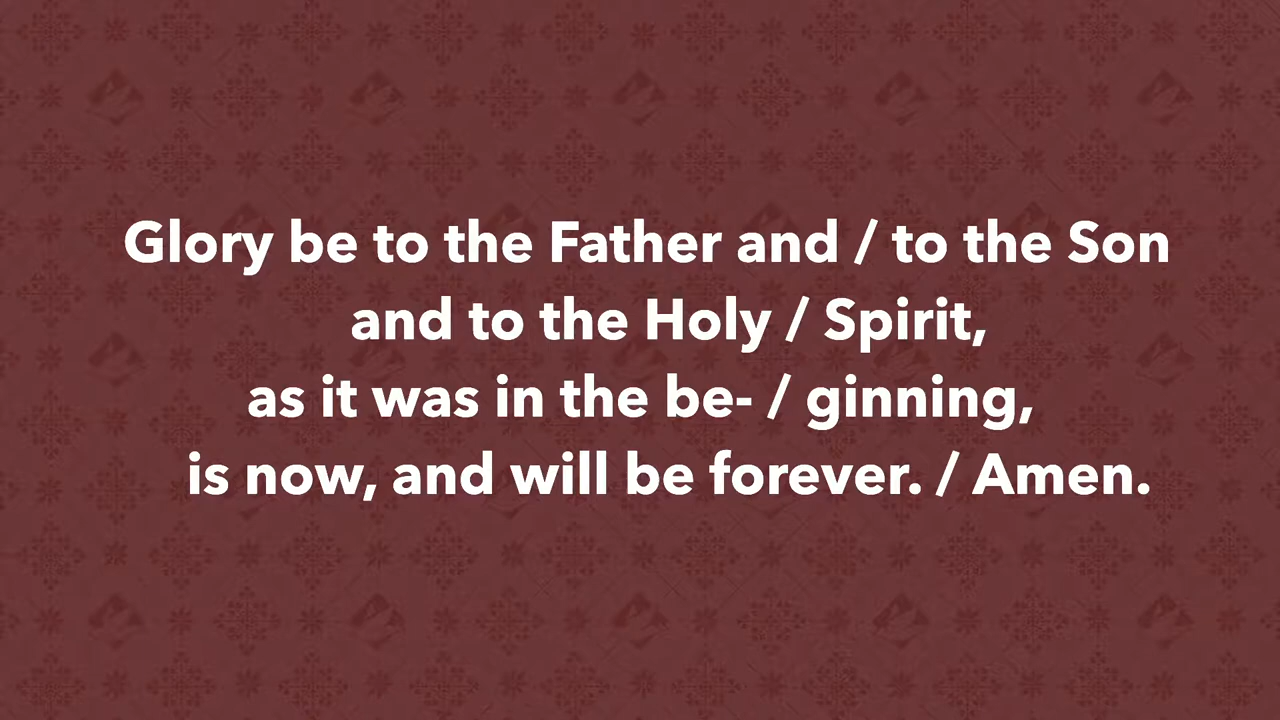 Glory be to the Father and / to the Son
and to the Holy / Spirit,
as it was in the be- / ginning,
is now, and will be forever. / Amen.